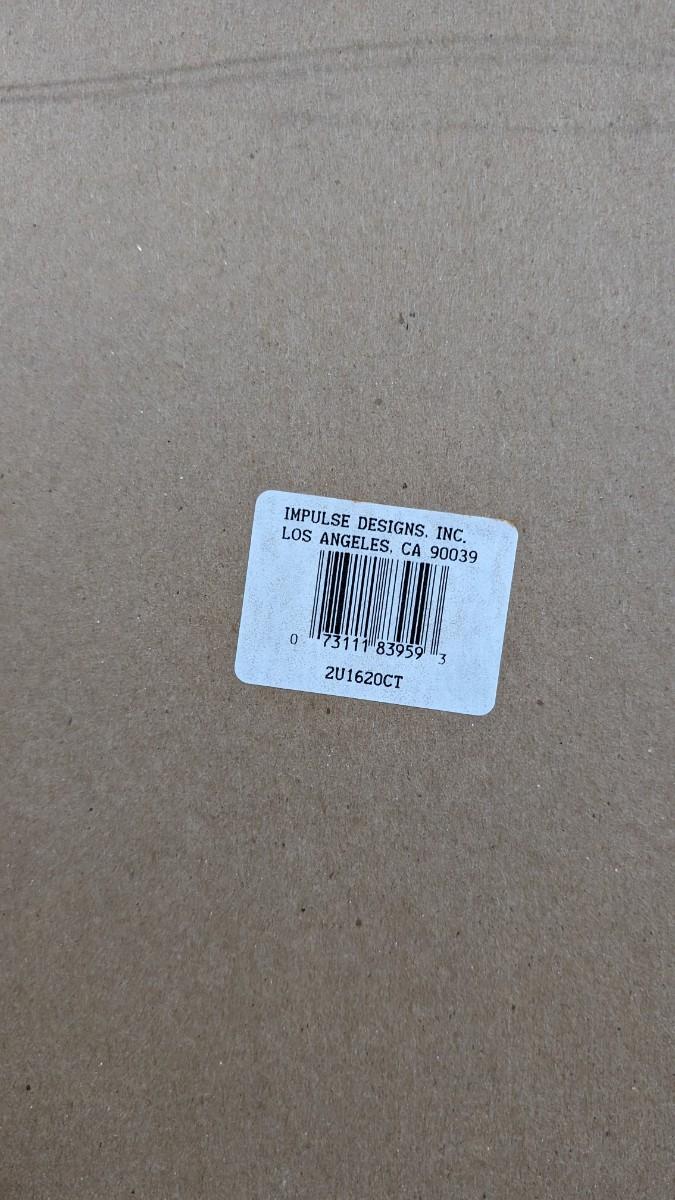 IMPULSE DESIGNS, INC.
LOS ANGELES, CA 90039
0 73111 83959 3
2U1620CT